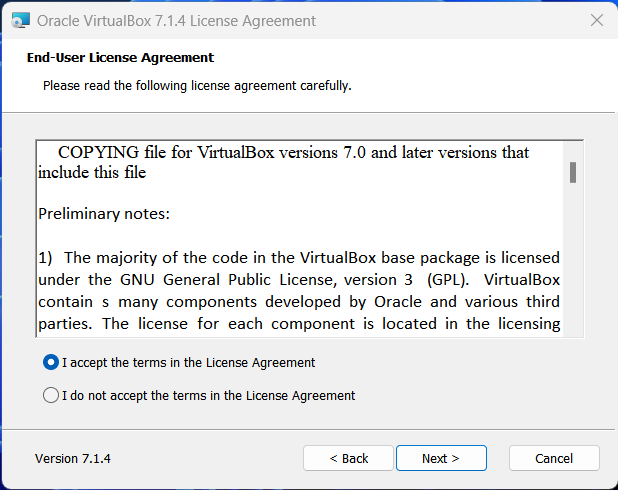 Oracle VirtualBox 7.1.4 License Agreement
End-User License Agreement
Please read the following license agreement carefully.
COPYING file for VirtualBox versions 7.0 and later versions that
include this file
Preliminary notes:
1) The majority of the code in the VirtualBox base package is licensed
under the GNU General Public License, version 3 (GPL). VirtualBox
contain s many components developed by Oracle and various third
parties. The license for each component is located in the licensing
I accept the terms in the License Agreement
I do not accept the terms in the License Agreement
Version 7.1.4
< Back
Next >
Cancel